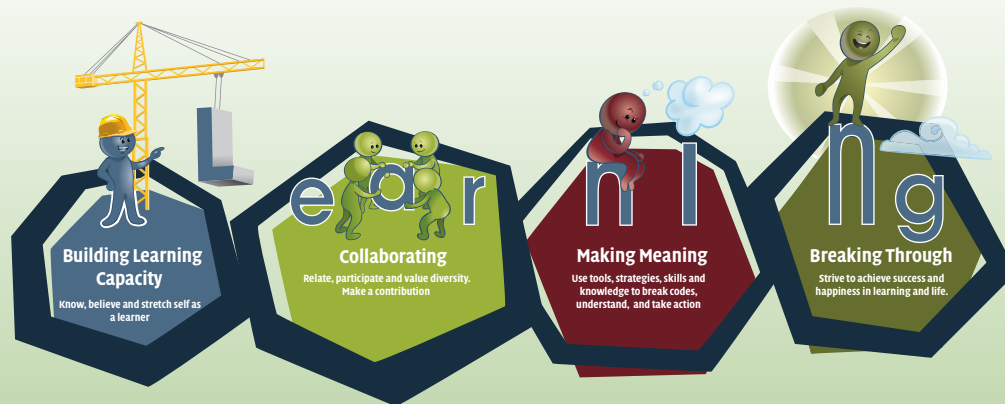 Learning
Building Learning
Capacity
Know, believe and stretch self as
a learner
Collaborating
Relate, participate and value diversity.
Make a contribution
Making Meaning
Use tools, strategies, skills and
knowledge to break codes,
understand, and take action
Breaking Through
Strive to achieve success and
happiness in learning and life.